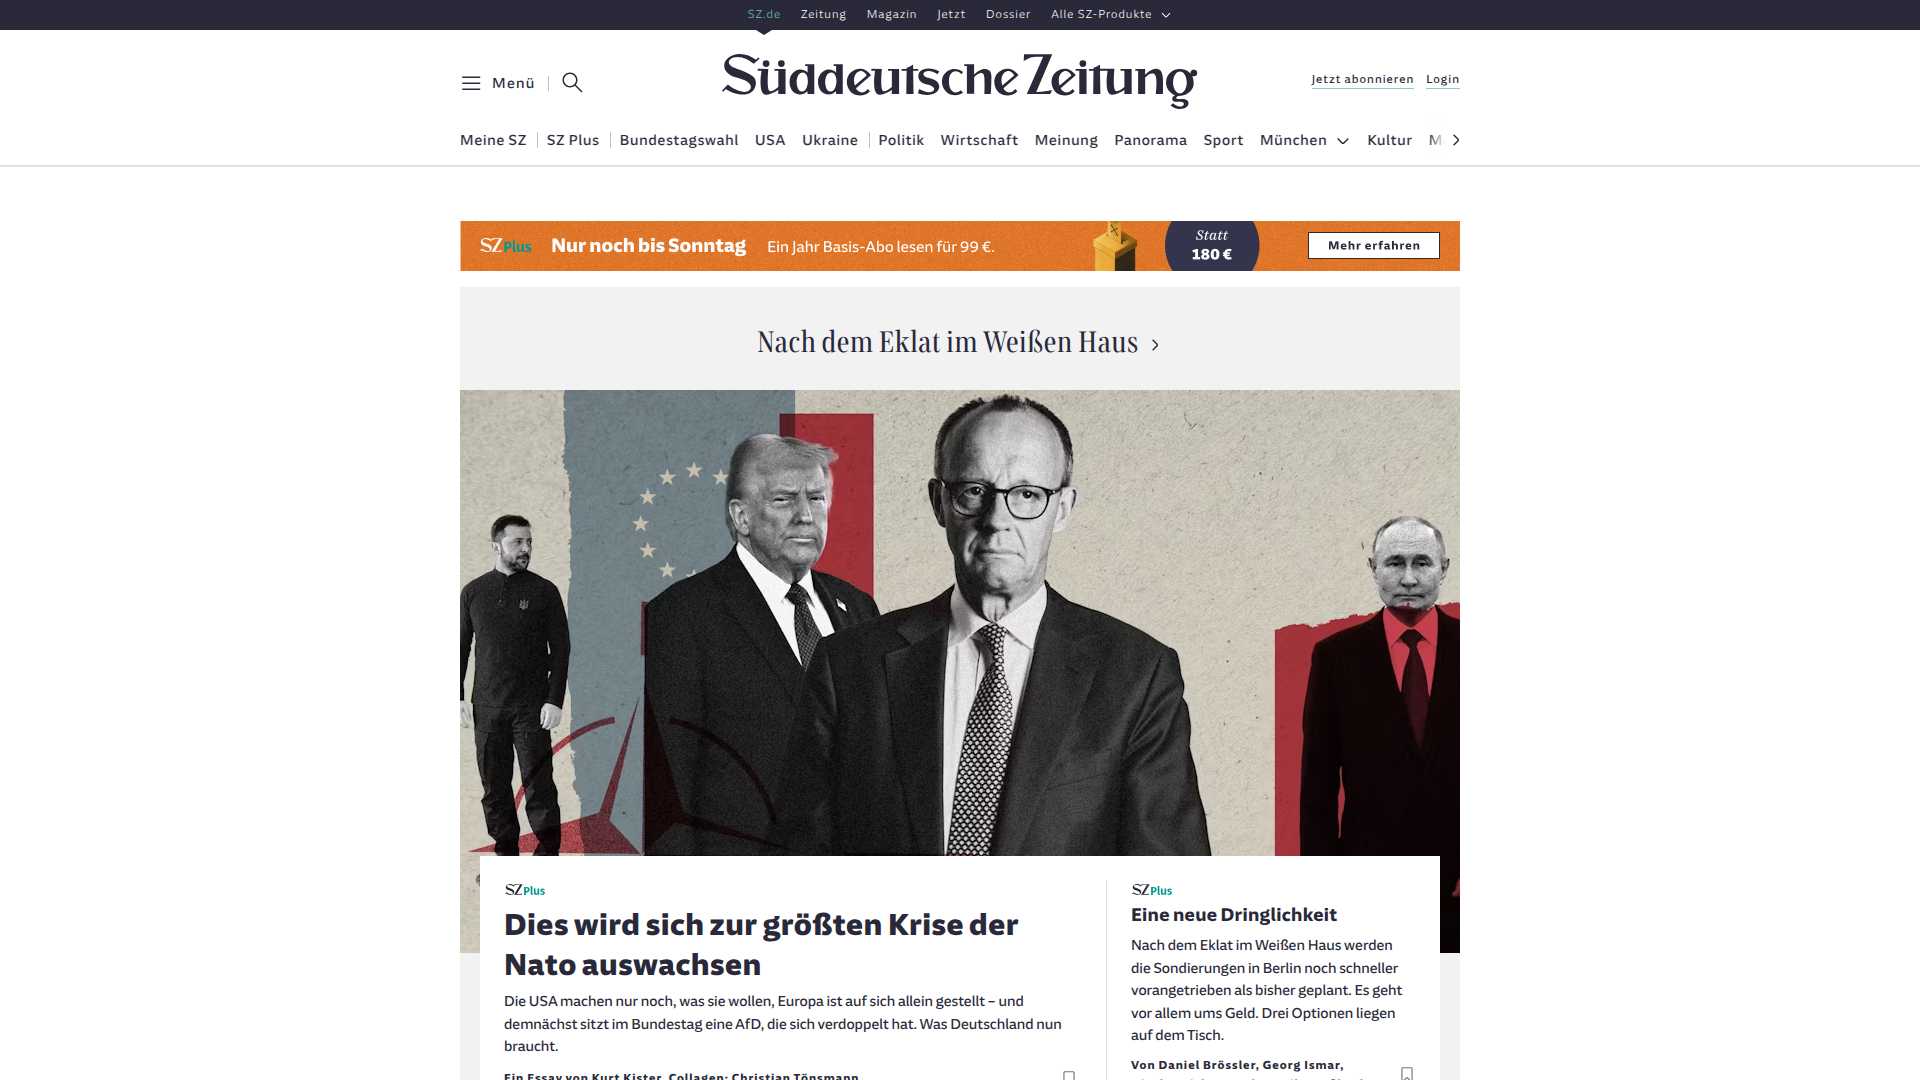 SZ.de Zeitung Magazin Jetzt Dossier Alle SZ-Produkte
Menü
Süddeutsche Zeitung
Jetzt abonnieren Login
Meine SZ SZ Plus Bundestagswahl USA Ukraine Politik Wirtschaft Meinung Panorama Sport München Kultur M
SZ Plus Nur noch bis Sonntag Ein Jahr Basis-Abo lesen für 99 €.
Statt
180 €
Mehr erfahren
Nach dem Eklat im Weißen Haus
SZ Plus
Dies wird sich zur größten Krise der
Nato auswachsen
Die USA machen nur noch, was sie wollen, Europa ist auf sich allein gestellt – und
demnächst sitzt im Bundestag eine AfD, die sich verdoppelt hat. Was Deutschland nun
braucht.
Ein Essay von Kurt Kister, Collagen: Christian Tönsmann
SZ Plus
Eine neue Dringlichkeit
Nach dem Eklat im Weißen Haus werden
die Sondierungen in Berlin noch schneller
vorangetrieben als bisher geplant. Es geht
vor allem ums Geld. Drei Optionen liegen
auf dem Tisch.
Von Daniel Brössler, Georg Ismar,